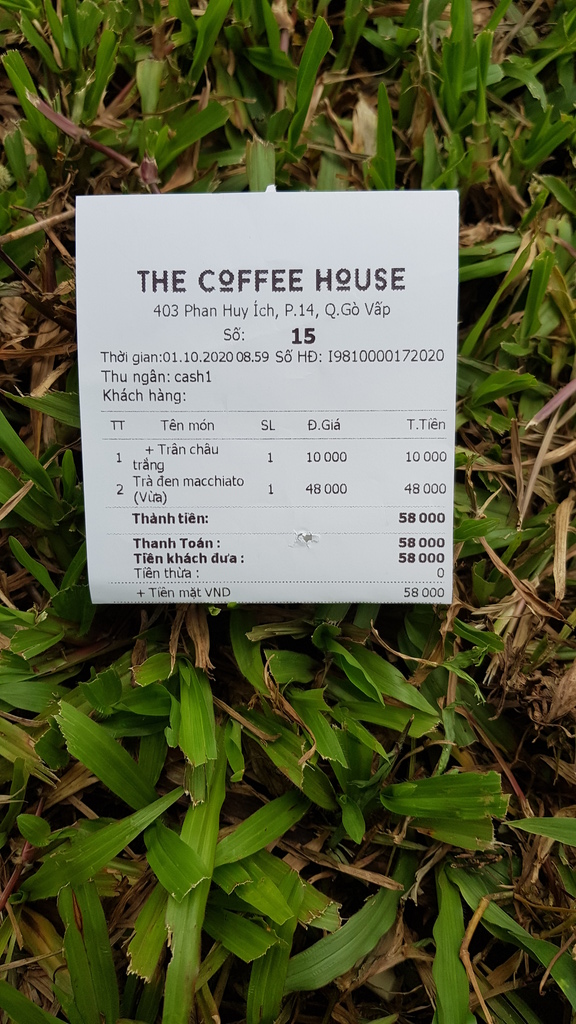 THE COFFEE HOUSE
403 Phan Huy Ích, P.14, Q.Gò Vấp
Số: 15
Thời gian:01.10.2020 08.59 Số HĐ: I9810000172020
Thu ngân: cash1
Khách hàng:
TT Tên món SL Đ.Giá T.Tiền
1 + Trân châu trắng 1 10 000 10 000
2 Trà đen macchiato (Vừa) 1 48 000 48 000
Thành tiền: 58 000
Thanh Toán : 58 000
Tiền khách đưa : 58 000
Tiền thừa : 0
+ Tiền mặt VND 58 000